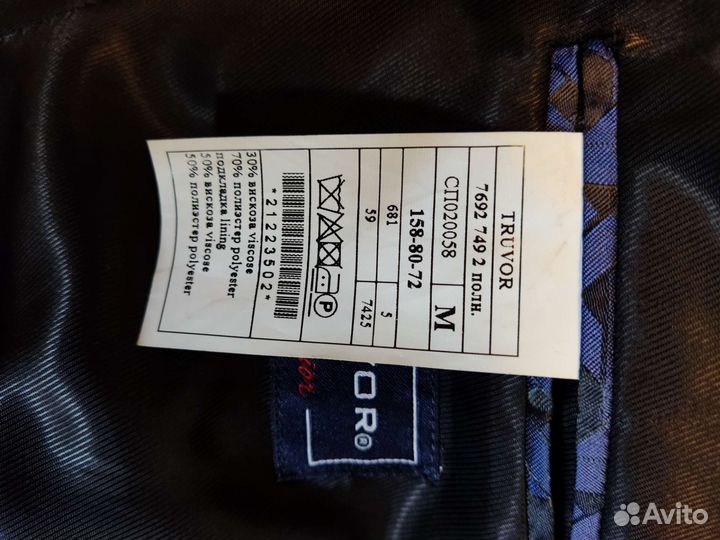 TRUVOR
7692 749 2 полн.
СП020058 М
158-80-72
681 5
59 7425
P
*21223502*
30% вискоза viscose
70% полиэстер polyester
подкладка lining
50% вискоза viscose
50% полиэстер polyester
VOR®
Avito